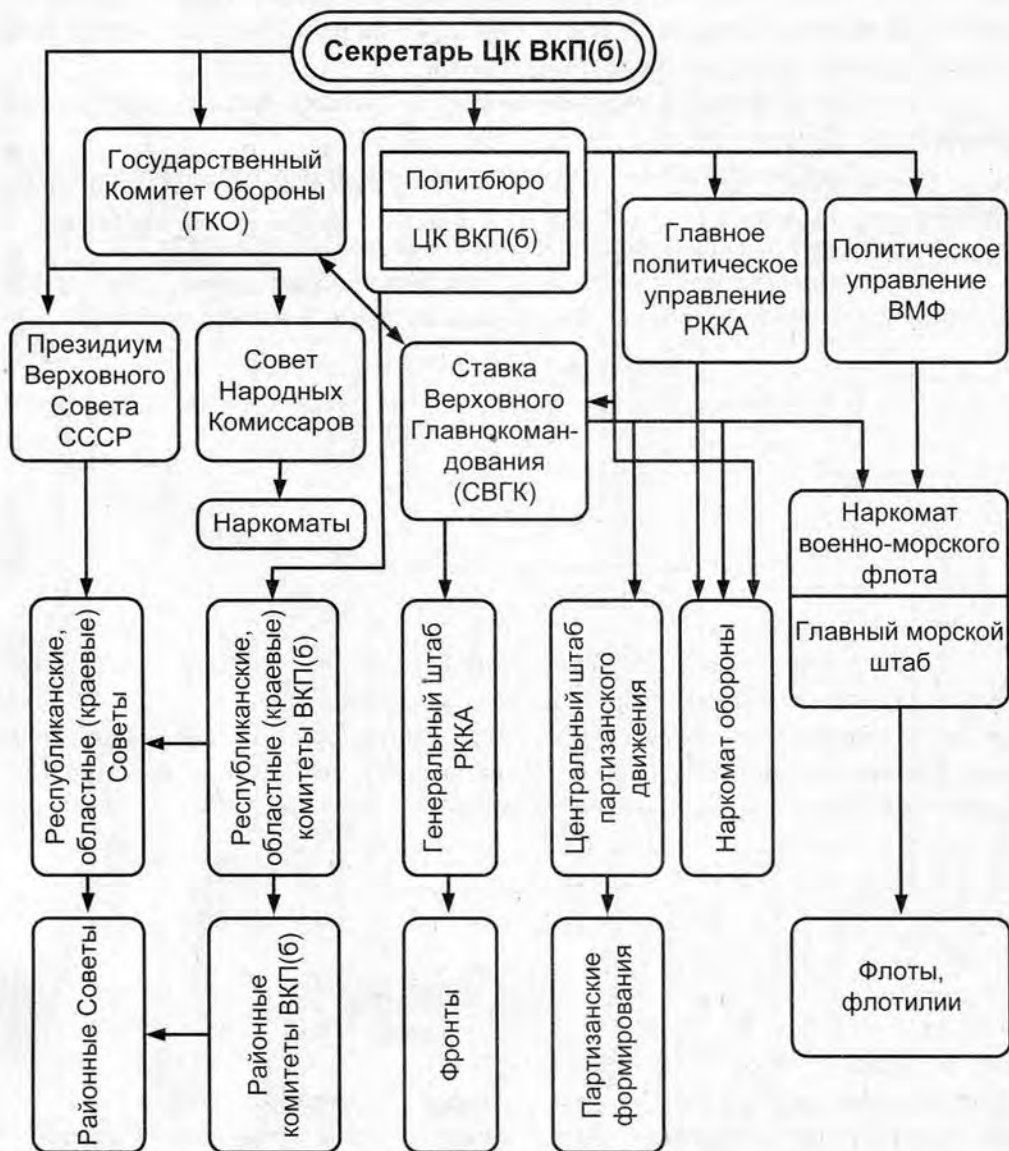 Секретарь ЦК ВКП(б)
Государственный
Комитет Обороны
(ГКО)
Политбюро
ЦК ВКП(б)
Главное
политическое
управление
РККА
Политическое
управление
ВМФ
Президиум
Верховного
Совета
СССР
Совет
Народных
Комиссаров
Ставка
Верховного
Главнокоман-
дования
(СВГК)
Наркоматы
Наркомат
военно-морского
флота
Главный морской
штаб
Республиканские,
областные (краевые)
Советы
Республиканские,
областные (краевые)
комитеты ВКП(б)
Генеральный штаб
РККА
Центральный штаб
партизанского
движения
Наркомат обороны
Районные Советы
Районные
комитеты ВКП(б)
Фронты
Партизанские
формирования
Флоты,
флотилии